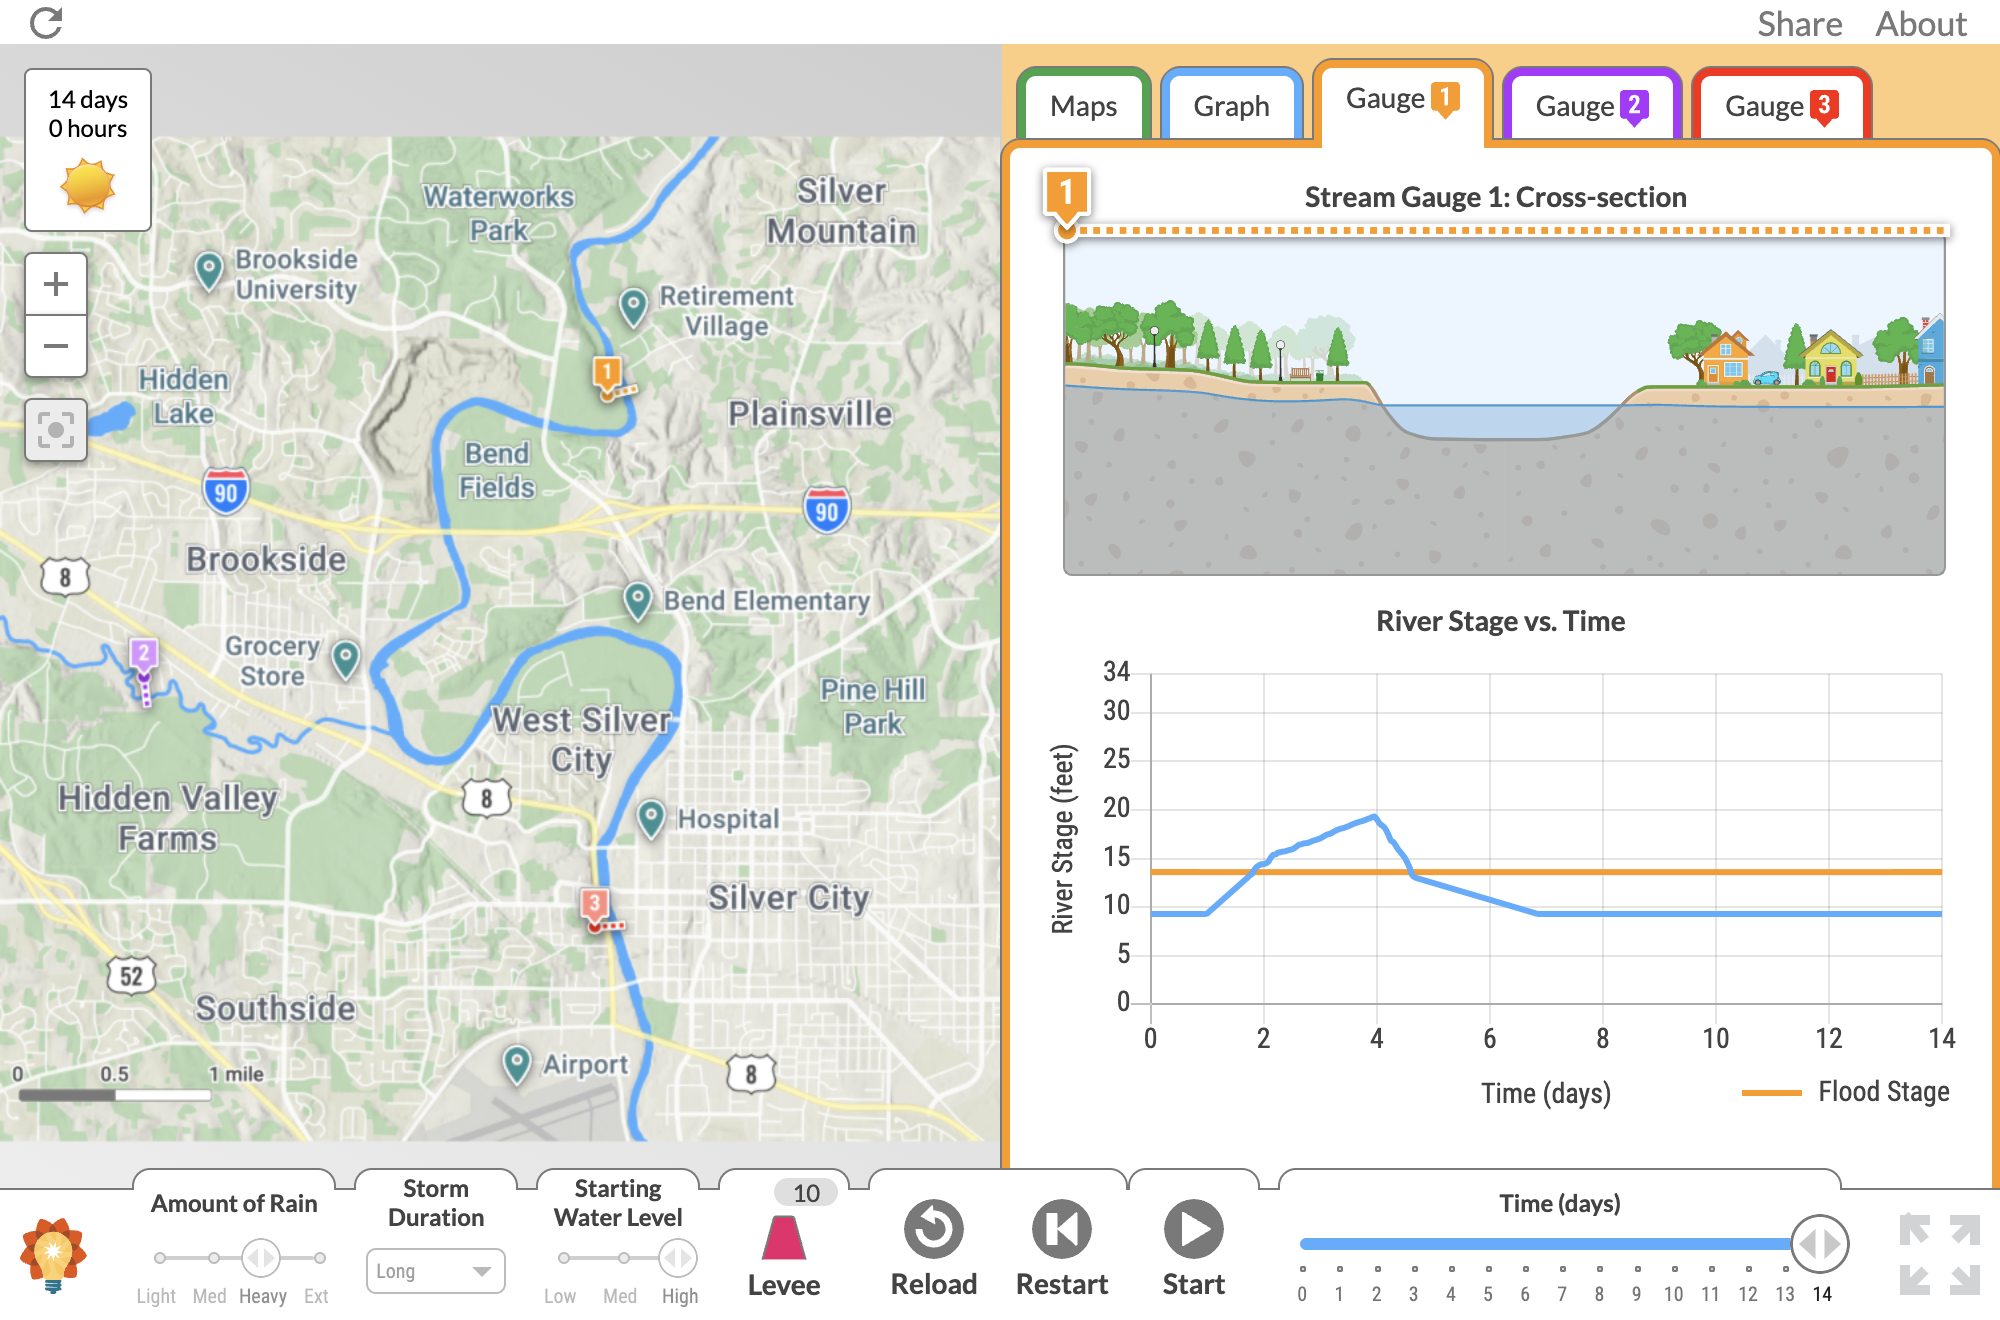 Share About
14 days
0 hours
Maps
Graph
Gauge 1
Gauge 2
Gauge 3
+
−
Waterworks
Park
Silver
Mountain
Brookside
University
Retirement
Village
1
Hidden
Lake
Plainsville
Bend
Fields
90
90
Brookside
8
Bend Elementary
2
Grocery
Store
Pine Hill
Park
West Silver
City
8
Hidden Valley
Farms
Hospital
3
Silver City
52
Southside
Airport
8
0 0.5 1 mile
1
Stream Gauge 1: Cross-section
River Stage vs. Time
River Stage (feet)
34
30
25
20
15
10
5
0
0 2 4 6 8 10 12 14
Time (days)
Flood Stage
Amount of Rain
Light Med Heavy Ext
Storm
Duration
Long
Starting
Water Level
Low Med High
10
Levee
Reload
Restart
Start
Time (days)
0 1 2 3 4 5 6 7 8 9 10 11 12 13 14